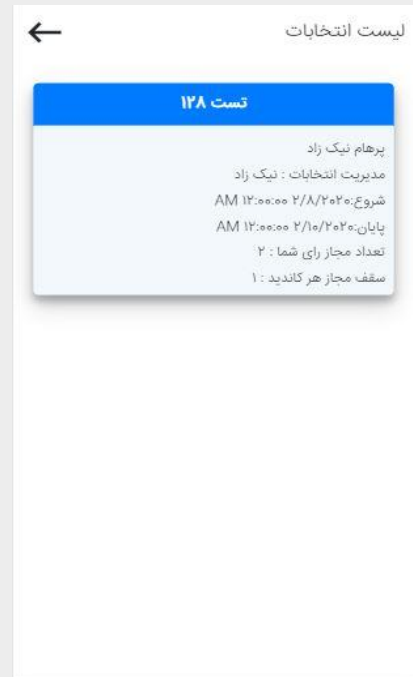 لیست انتخابات
تست ۱۲۸
پرهام نیک زاد
مدیریت انتخابات : نیک زاد
شروع:۲/۸/۲۰۲۰ ۱۲:۰۰:۰۰ AM
پایان:۲/۱۰/۲۰۲۰ ۱۲:۰۰:۰۰ AM
تعداد مجاز رای شما : ۲
سقف مجاز هر کاندید : ۱